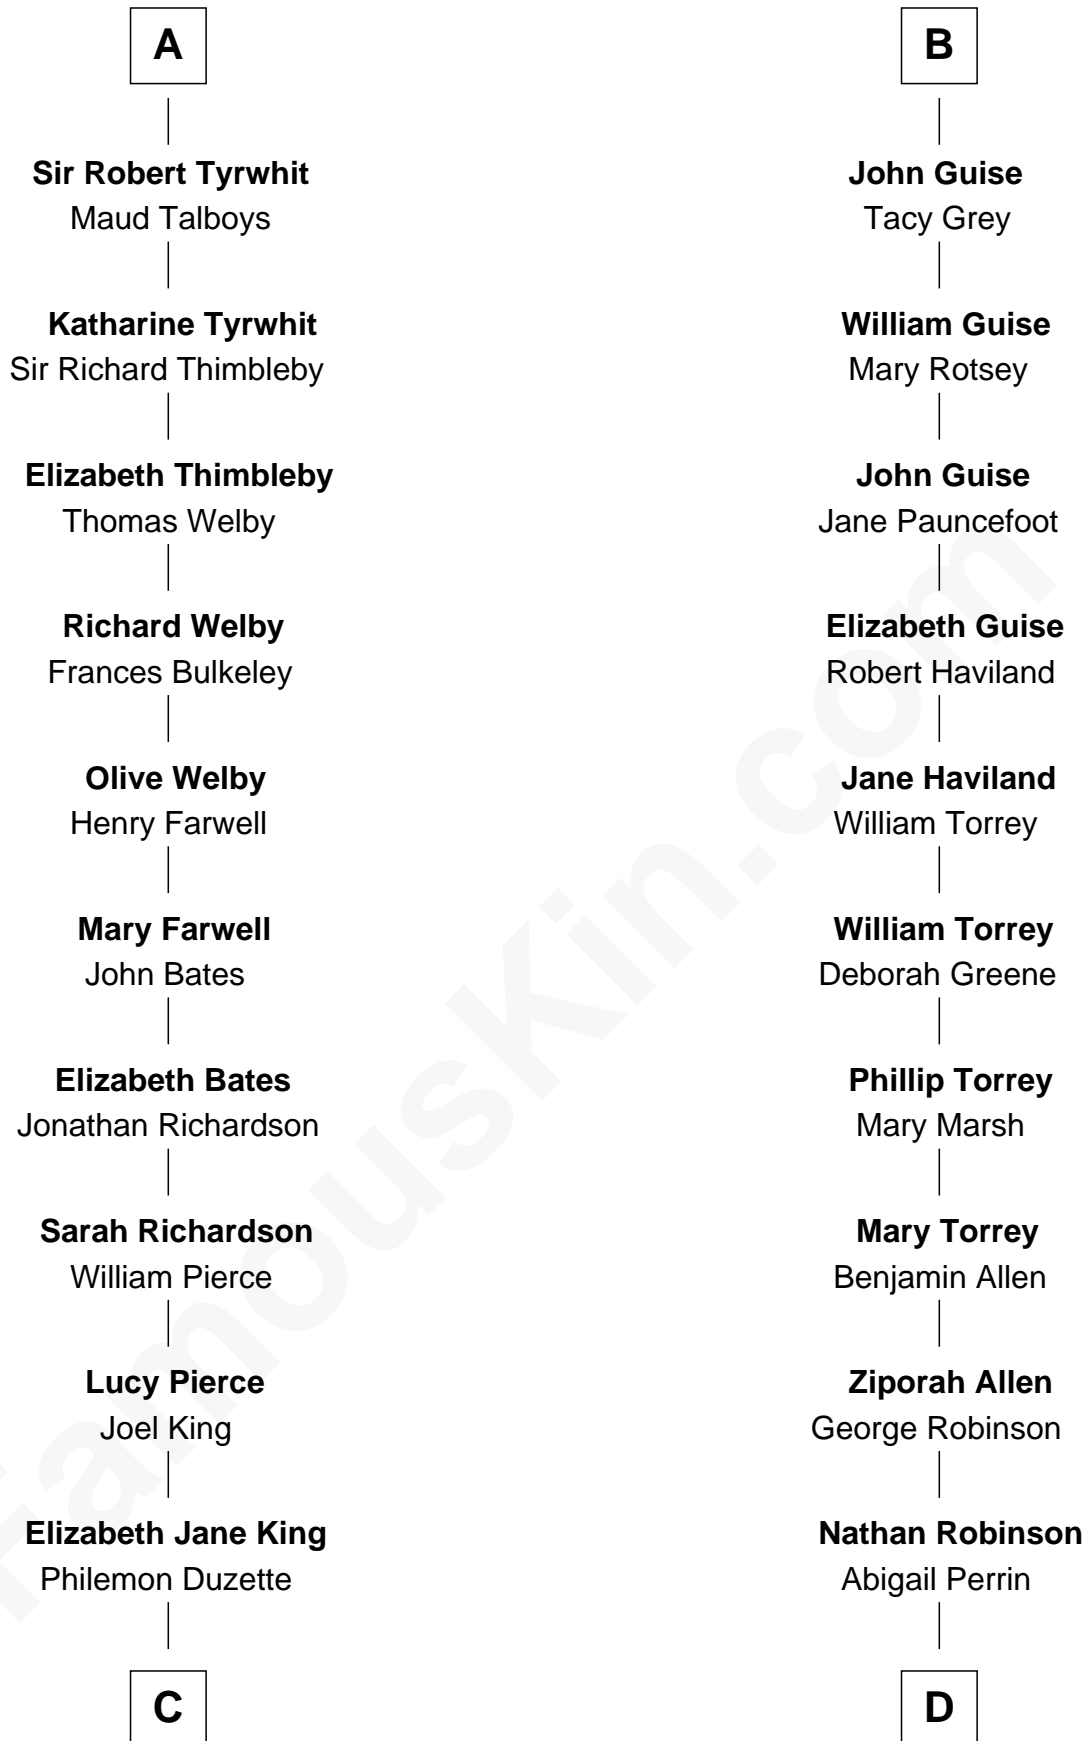 A
Sir Robert Tyrwhit
Maud Talboys
Katharine Tyrwhit
Sir Richard Thimbleby
Elizabeth Thimbleby
Thomas Welby
Richard Welby
Frances Bulkeley
Olive Welby
Henry Farwell
Mary Farwell
John Bates
Elizabeth Bates
Jonathan Richardson
Sarah Richardson
William Pierce
Lucy Pierce
Joel King
Elizabeth Jane King
Philemon Duzette
C
B
John Guise
Tacy Grey
William Guise
Mary Rotsey
John Guise
Jane Pauncefoot
Elizabeth Guise
Robert Haviland
Jane Haviland
William Torrey
William Torrey
Deborah Greene
Phillip Torrey
Mary Marsh
Mary Torrey
Benjamin Allen
Ziporah Allen
George Robinson
Nathan Robinson
Abigail Perrin
D
FamousKin.com